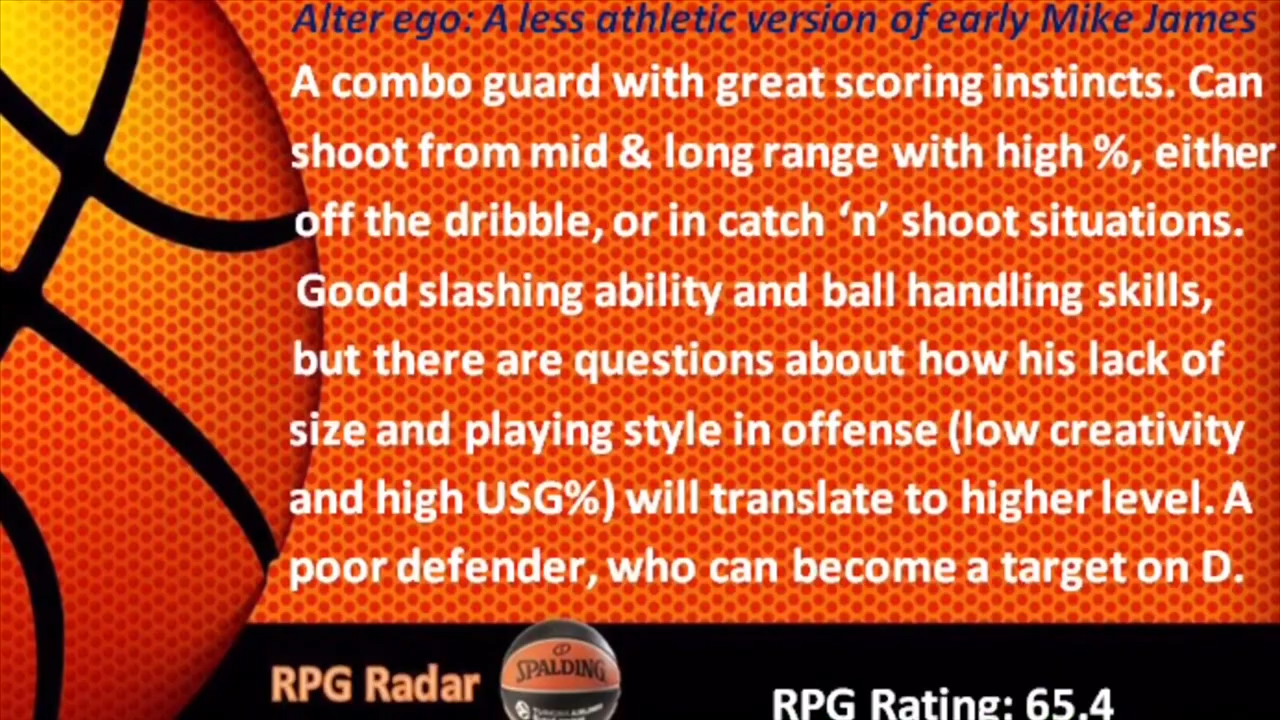 Alter ego: A less athletic version of early Mike James
A combo guard with great scoring instincts. Can
shoot from mid & long range with high %, either
off the dribble, or in catch ‘n’ shoot situations.
Good slashing ability and ball handling skills,
but there are questions about how his lack of
size and playing style in offense (low creativity
and high USG%) will translate to higher level. A
poor defender, who can become a target on D.
RPG Radar
SPALDING
RPG Rating: 65.4